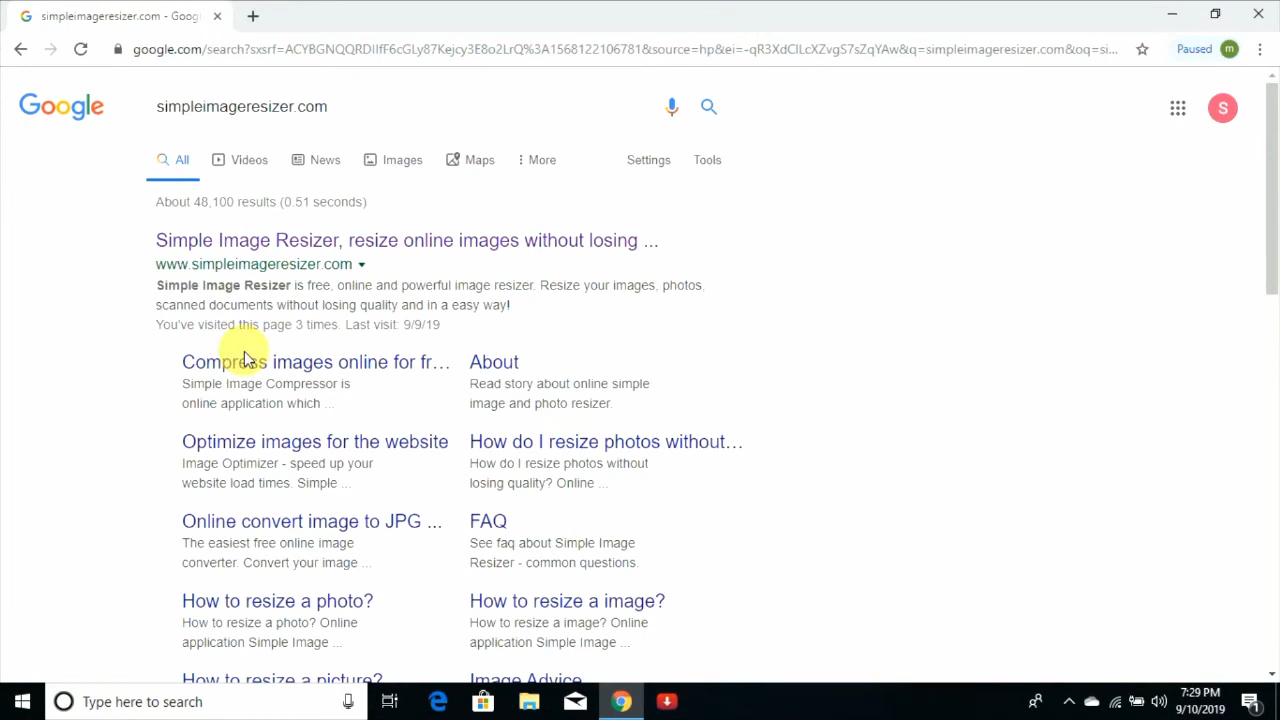 simpleimageresizer.com - Goog
google.com/search?sxsrf=ACYBGNQQRDIIfF6cGLy87Kejcy3E8o2LrQ%3A1568122106781&source=hp&ei=-qR3XdClLcXZvgS7sZqYAw&q=simpleimageresizer.com&oq=si...
Paused
m
Google
simpleimageresizer.com
S
All
Videos
News
Images
Maps
More
Settings
Tools
About 48,100 results (0.51 seconds)
Simple Image Resizer, resize online images without losing ...
www.simpleimageresizer.com
Simple Image Resizer is free, online and powerful image resizer. Resize your images, photos,
scanned documents without losing quality and in a easy way!
You've visited this page 3 times. Last visit: 9/9/19
Compress images online for fr...
Simple Image Compressor is
online application which ...
About
Read story about online simple
image and photo resizer.
Optimize images for the website
Image Optimizer - speed up your
website load times. Simple ...
How do I resize photos without...
How do I resize photos without
losing quality? Online ...
Online convert image to JPG ...
The easiest free online image
converter. Convert your image ...
FAQ
See faq about Simple Image
Resizer - common questions.
How to resize a photo?
How to resize a photo? Online
application Simple Image ...
How to resize a image?
How to resize a image? Online
application Simple Image ...
How to resize a picture?
Image Advice
Type here to search
7:29 PM
9/10/2019
1